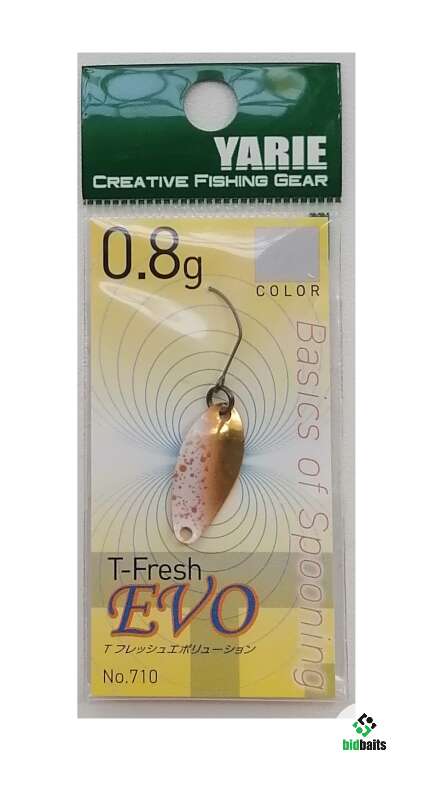 YARIE
CREATIVE FISHING GEAR
0.8g
COLOR
Basics of Spooning
T-Fresh
EVO
T フレッシュエボリューション
No.710
bidbaits